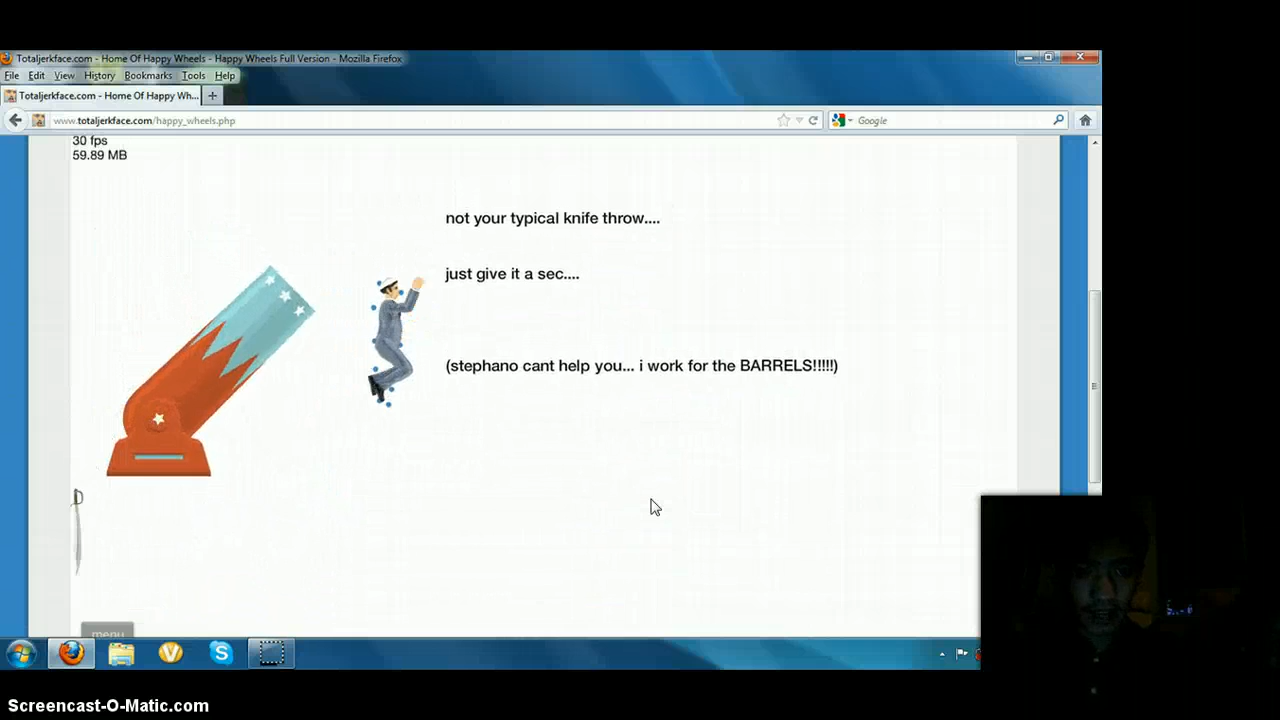 Totaljerkface.com - Home Of Happy Wheels - Happy Wheels Full Version - Mozilla Firefox
File Edit View History Bookmarks Tools Help
Totaljerkface.com - Home Of Happy Wh... +
www.totaljerkface.com/happy_wheels.php Google
30 fps
59.89 MB
not your typical knife throw....
just give it a sec....
(stephano cant help you... i work for the BARRELS!!!!!)
menu
Screencast-O-Matic.com